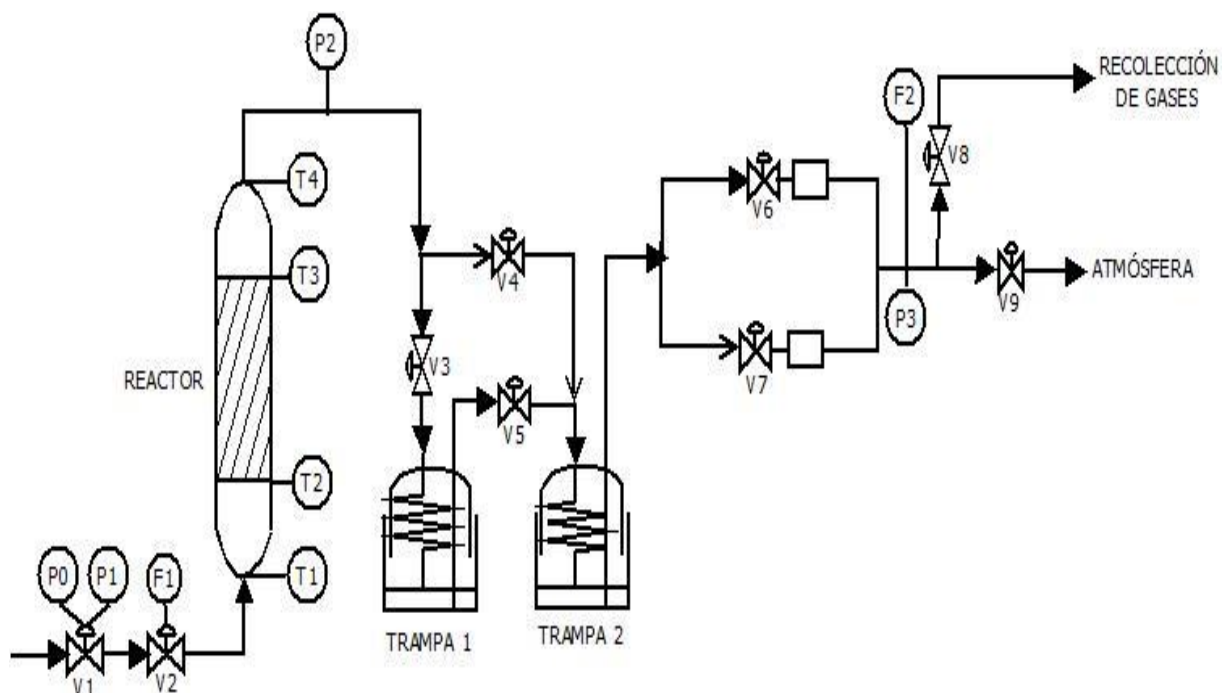 P2
F2
RECOLECCIÓN
DE GASES
V8
T4
V6
T3
V4
ATMÓSFERA
P3
V9
V3
REACTOR
V7
V5
T2
P0
P1
F1
T1
TRAMPA 1
TRAMPA 2
V1
V2